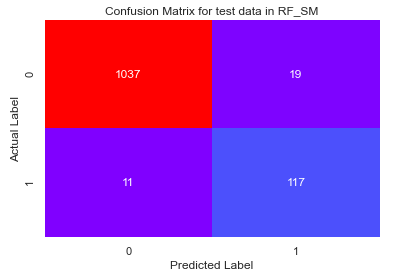 Confusion Matrix for test data in RF_SM
Actual Label
0
1037
19
1
11
117
0
1
Predicted Label